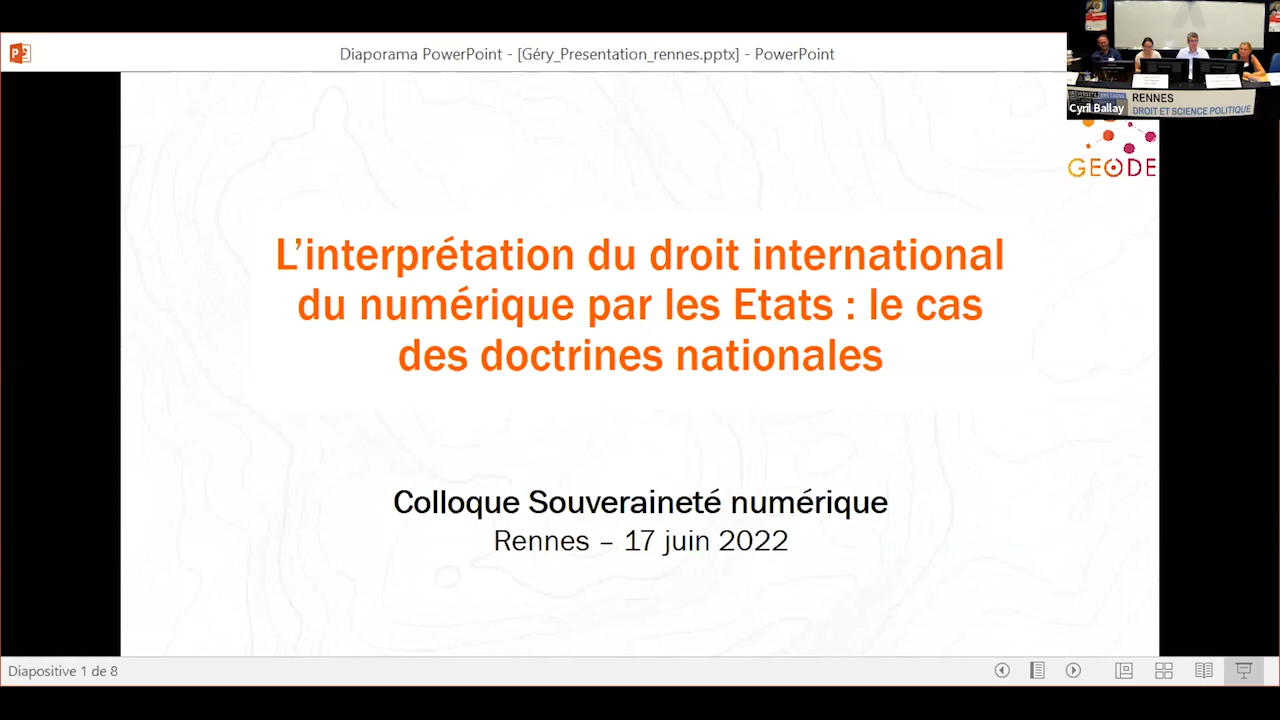 Diaporama PowerPoint - [Géry_Presentation_rennes.pptx] - PowerPoint
Cyril Ballay
RENNES
DROIT ET SCIENCE POLITIQUE
GEODE
L’interprétation du droit international
du numérique par les Etats : le cas
des doctrines nationales
Colloque Souveraineté numérique
Rennes – 17 juin 2022
Diapositive 1 de 8